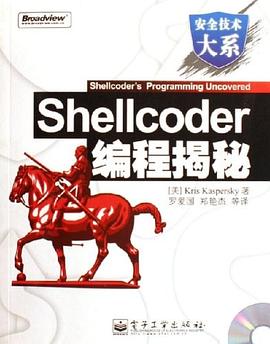 Broadview®
安全技术
大系
Shellcoder's Programming Uncovered
Shellcoder
编程揭秘
[美] Kris Kaspersky 著
罗爱国 郑艳杰 等译
电子工业出版社